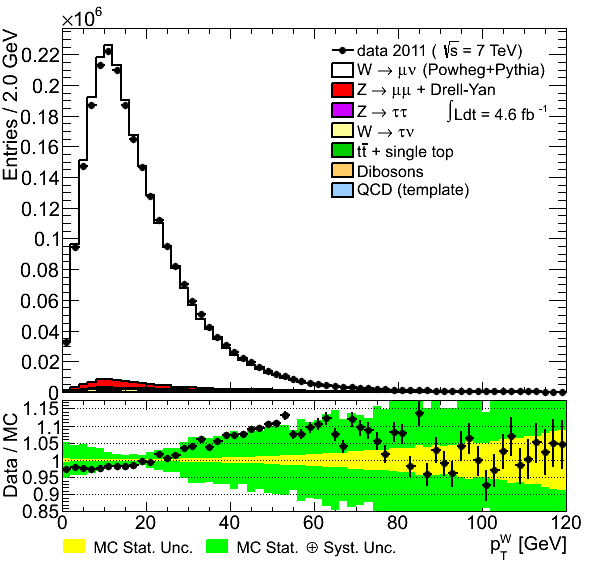 ×10⁶
Entries / 2.0 GeV
0.22
0.2
0.18
0.16
0.14
0.12
0.1
0.08
0.06
0.04
0.02
0
data 2011 ( √s = 7 TeV)
W → μν (Powheg+Pythia)
Z → μμ + Drell-Yan
Z → ττ
∫Ldt = 4.6 fb⁻¹
W → τν
tt̄ + single top
Dibosons
QCD (template)
Data / MC
1.15
1.1
1.05
1
0.95
0.9
0.85
0 20 40 60 80 100 120
MC Stat. Unc.
MC Stat. ⊕ Syst. Unc.
p_T^W [GeV]